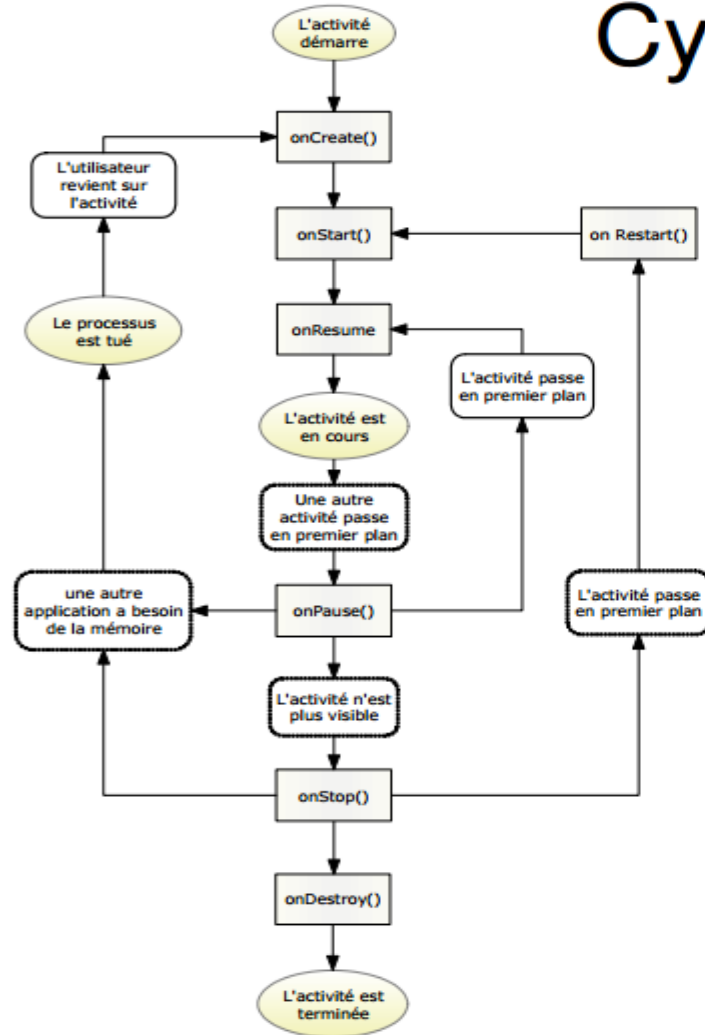 Cy
L'activité
démarre
onCreate()
L'utilisateur
revient sur
l'activité
onStart()
on Restart()
Le processus
est tué
onResume
L'activité passe
en premier plan
L'activité est
en cours
Une autre
activité passe
en premier plan
une autre
application a besoin
de la mémoire
onPause()
L'activité passe
en premier plan
L'activité n'est
plus visible
onStop()
onDestroy()
L'activité est
terminée